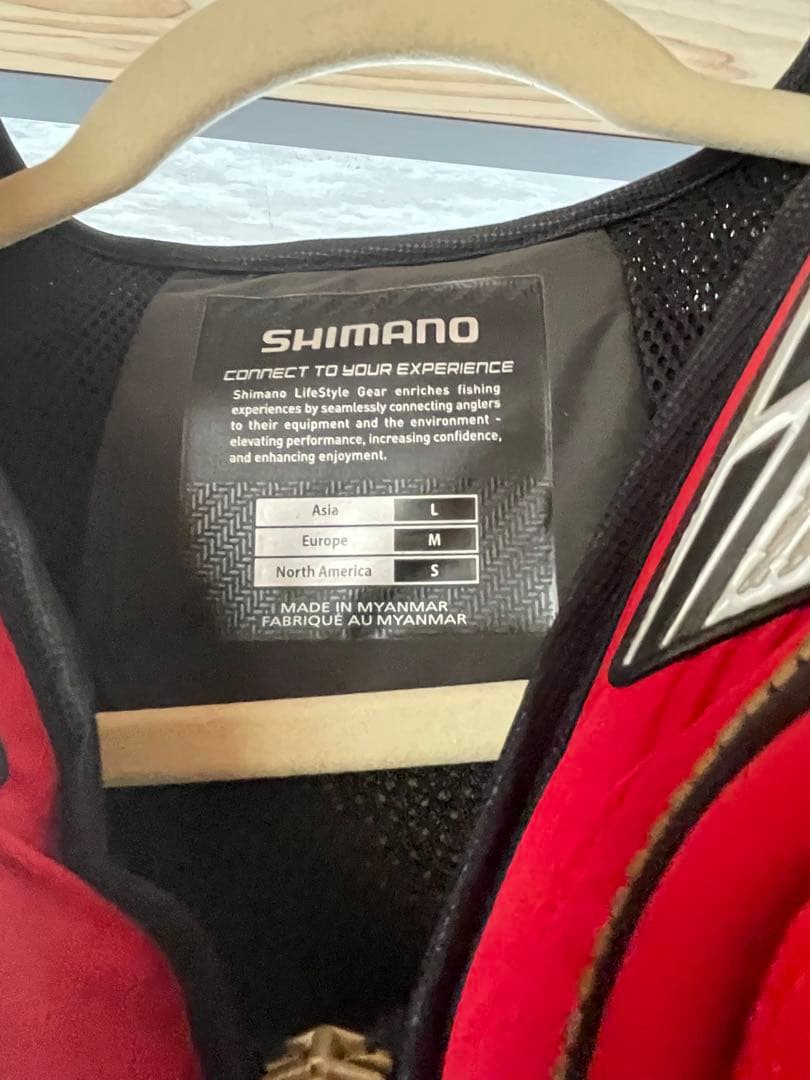 SHIMANO
CONNECT TO YOUR EXPERIENCE
Shimano LifeStyle Gear enriches fishing
experiences by seamlessly connecting anglers
to their equipment and the environment -
elevating performance, increasing confidence,
and enhancing enjoyment.
Asia L
Europe M
North America S
MADE IN MYANMAR
FABRIQUÉ AU MYANMAR